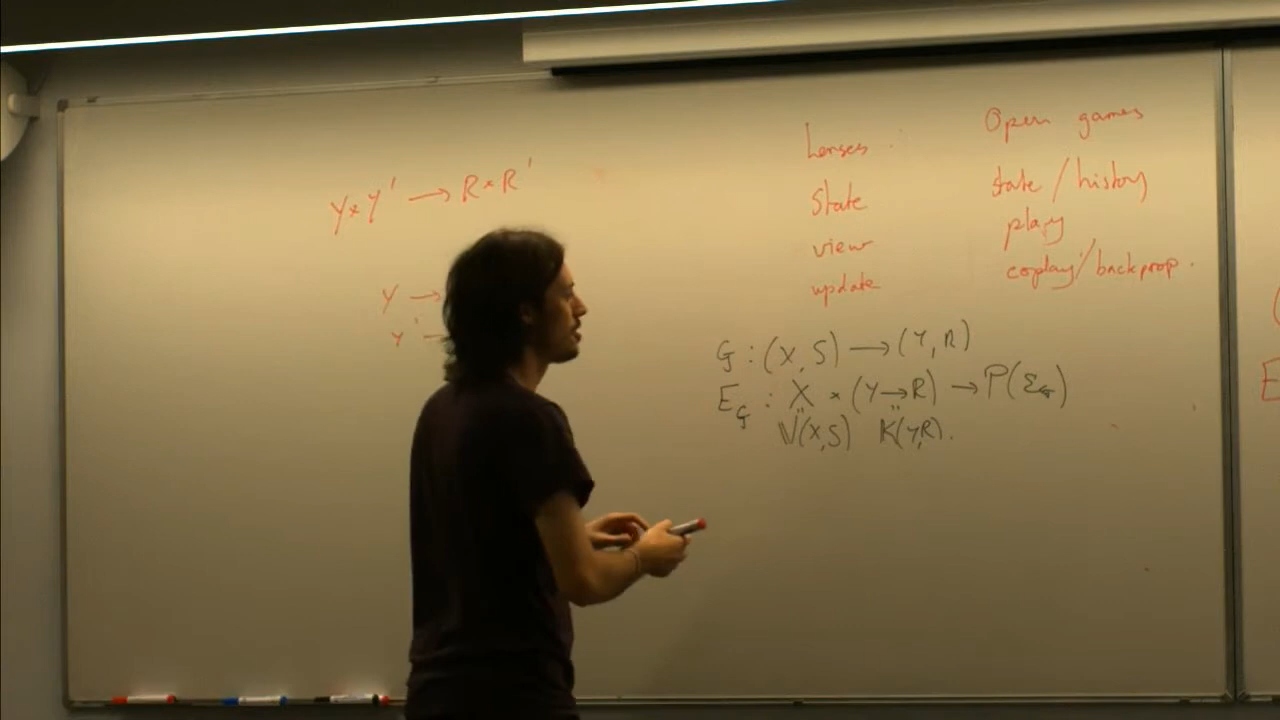 Y × Y' → R × R'
Y →
Y' →
Lenses Open games
State state / history
view play
update coplay / backprop.
G : (X, S) → (Y, R)
E_G : X × (Y → R) → P(Σ_G)
" "
𝕍(X,S) 𝕂(Y,R).
E